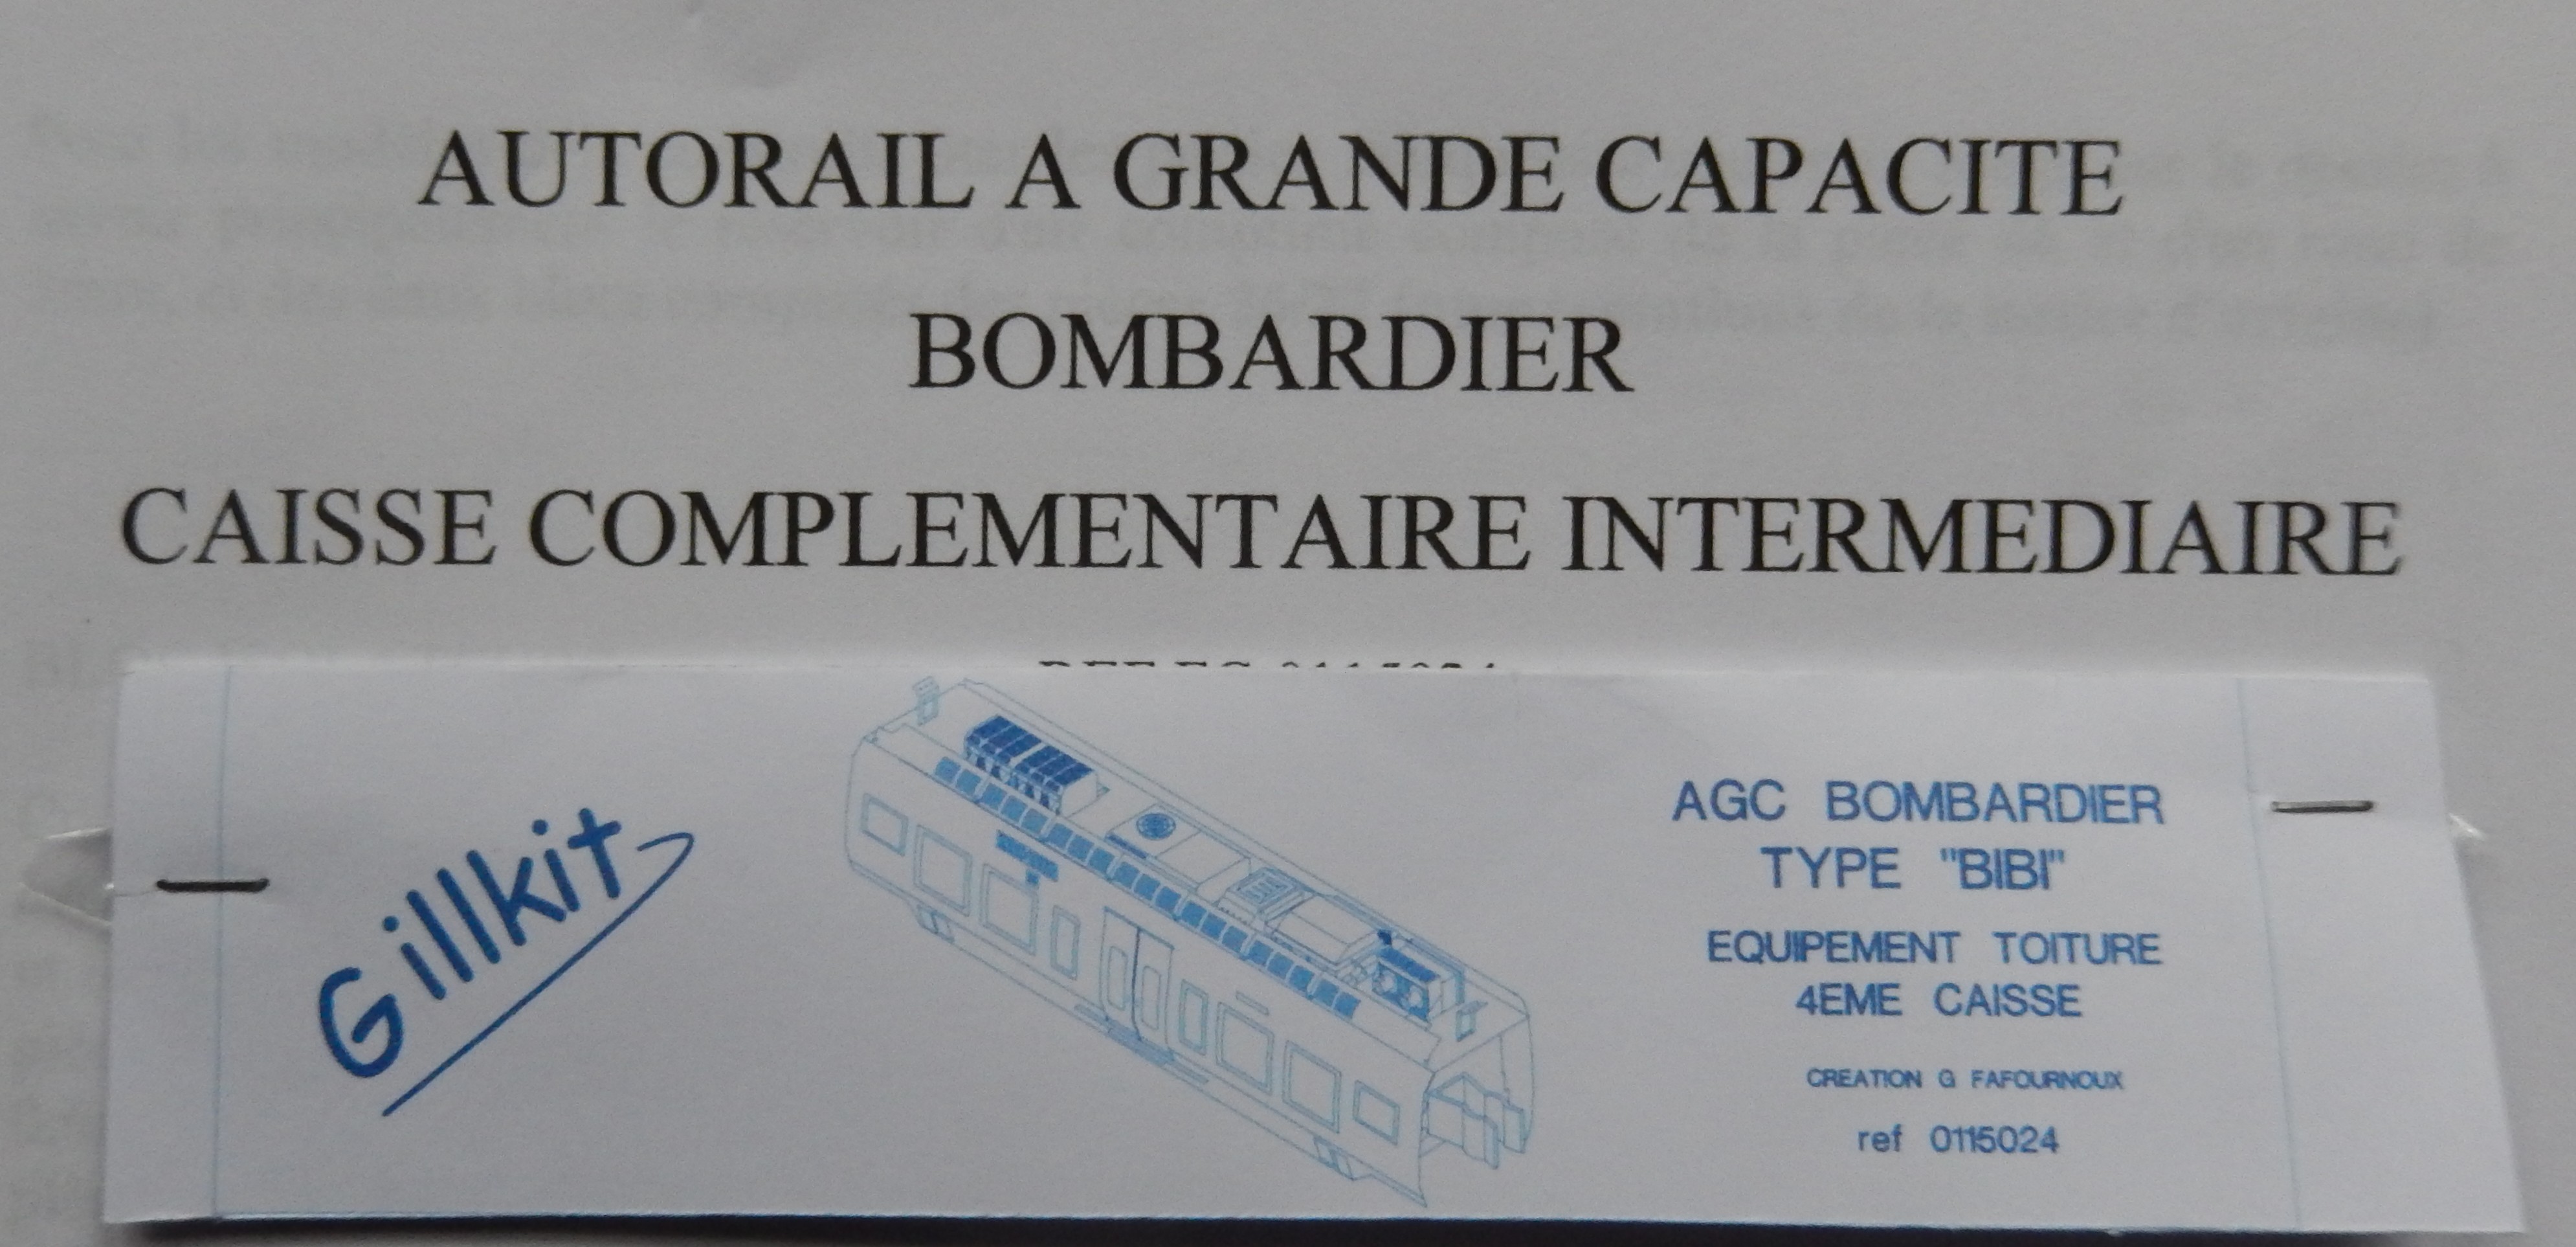 AUTORAIL A GRANDE CAPACITE
BOMBARDIER
CAISSE COMPLEMENTAIRE INTERMEDIAIRE
Gillkit
AGC BOMBARDIER
TYPE "BIBI"
EQUIPEMENT TOITURE
4EME CAISSE
CREATION G FAFOURNOUX
ref 0115024